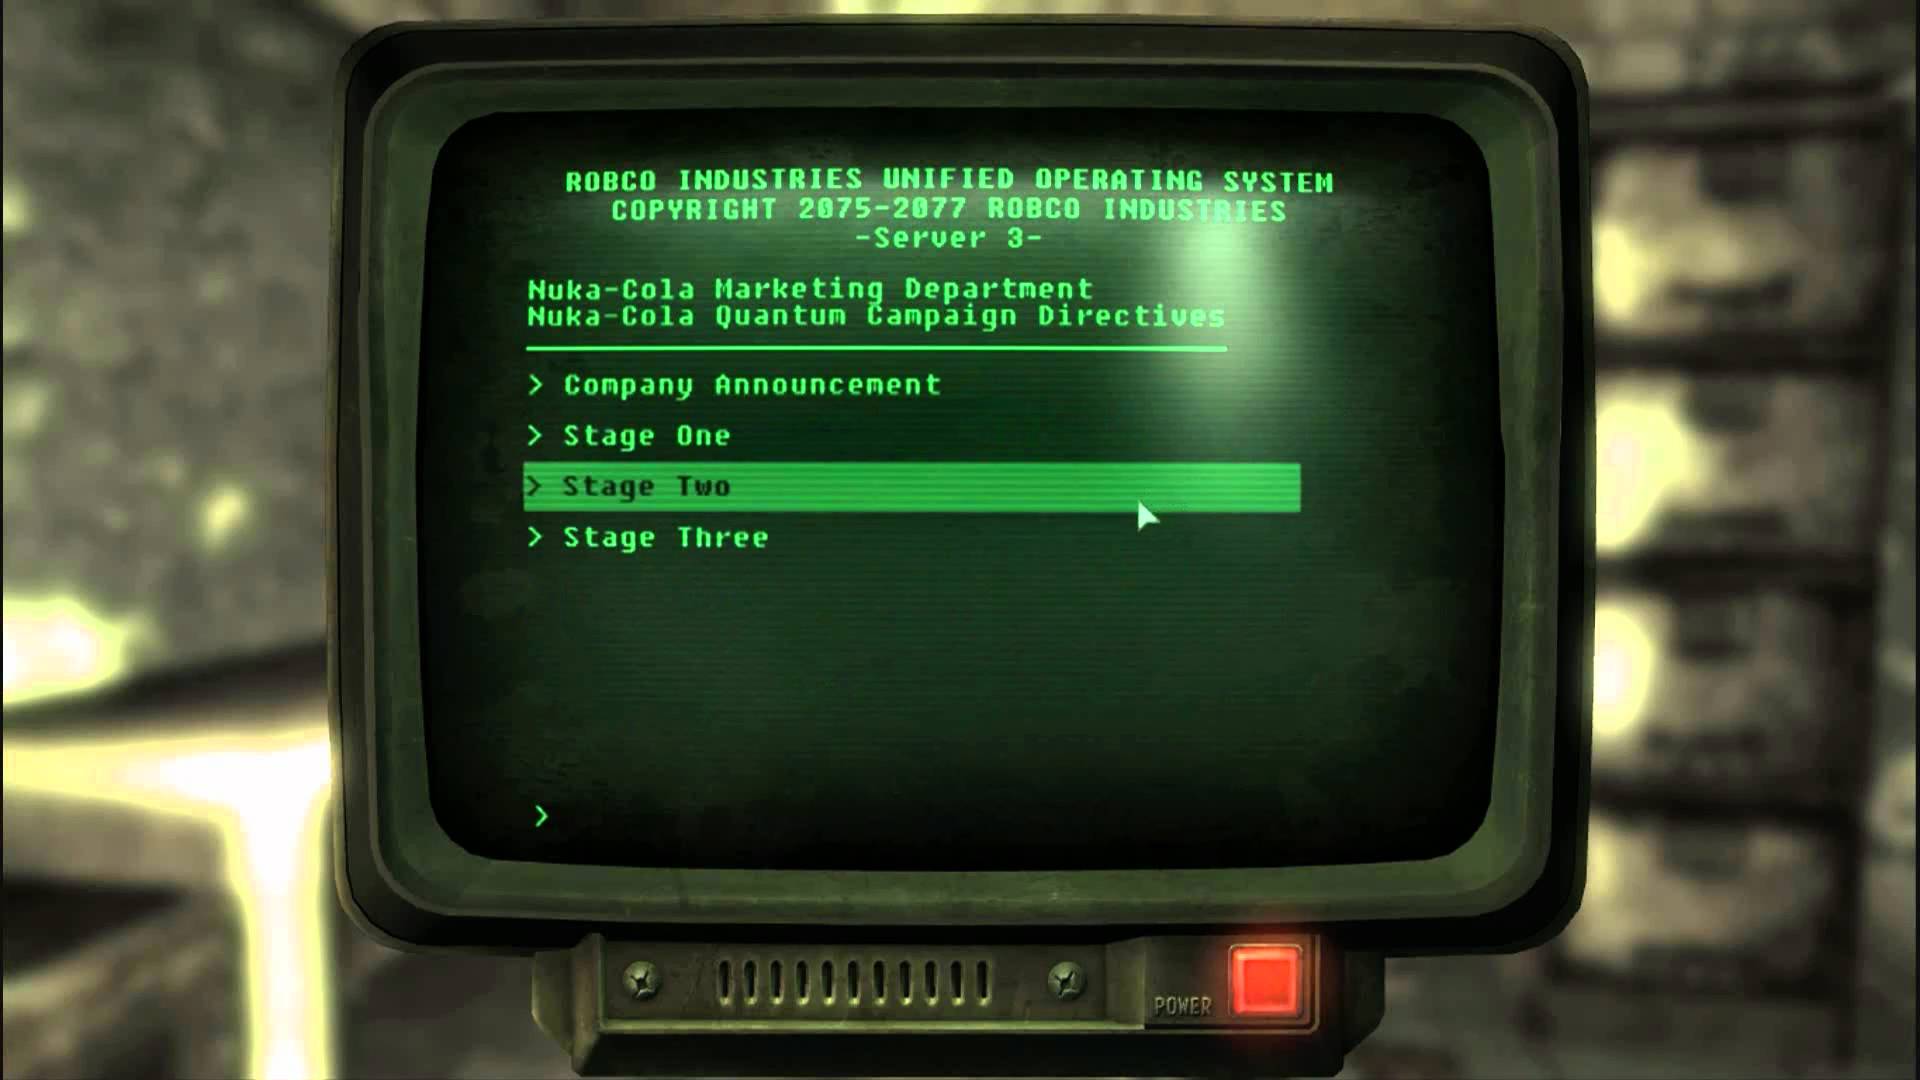 ROBCO INDUSTRIES UNIFIED OPERATING SYSTEM
COPYRIGHT 2075-2077 ROBCO INDUSTRIES
-Server 3-
Nuka-Cola Marketing Department
Nuka-Cola Quantum Campaign Directives
> Company Announcement
> Stage One
> Stage Two
> Stage Three
>
POWER